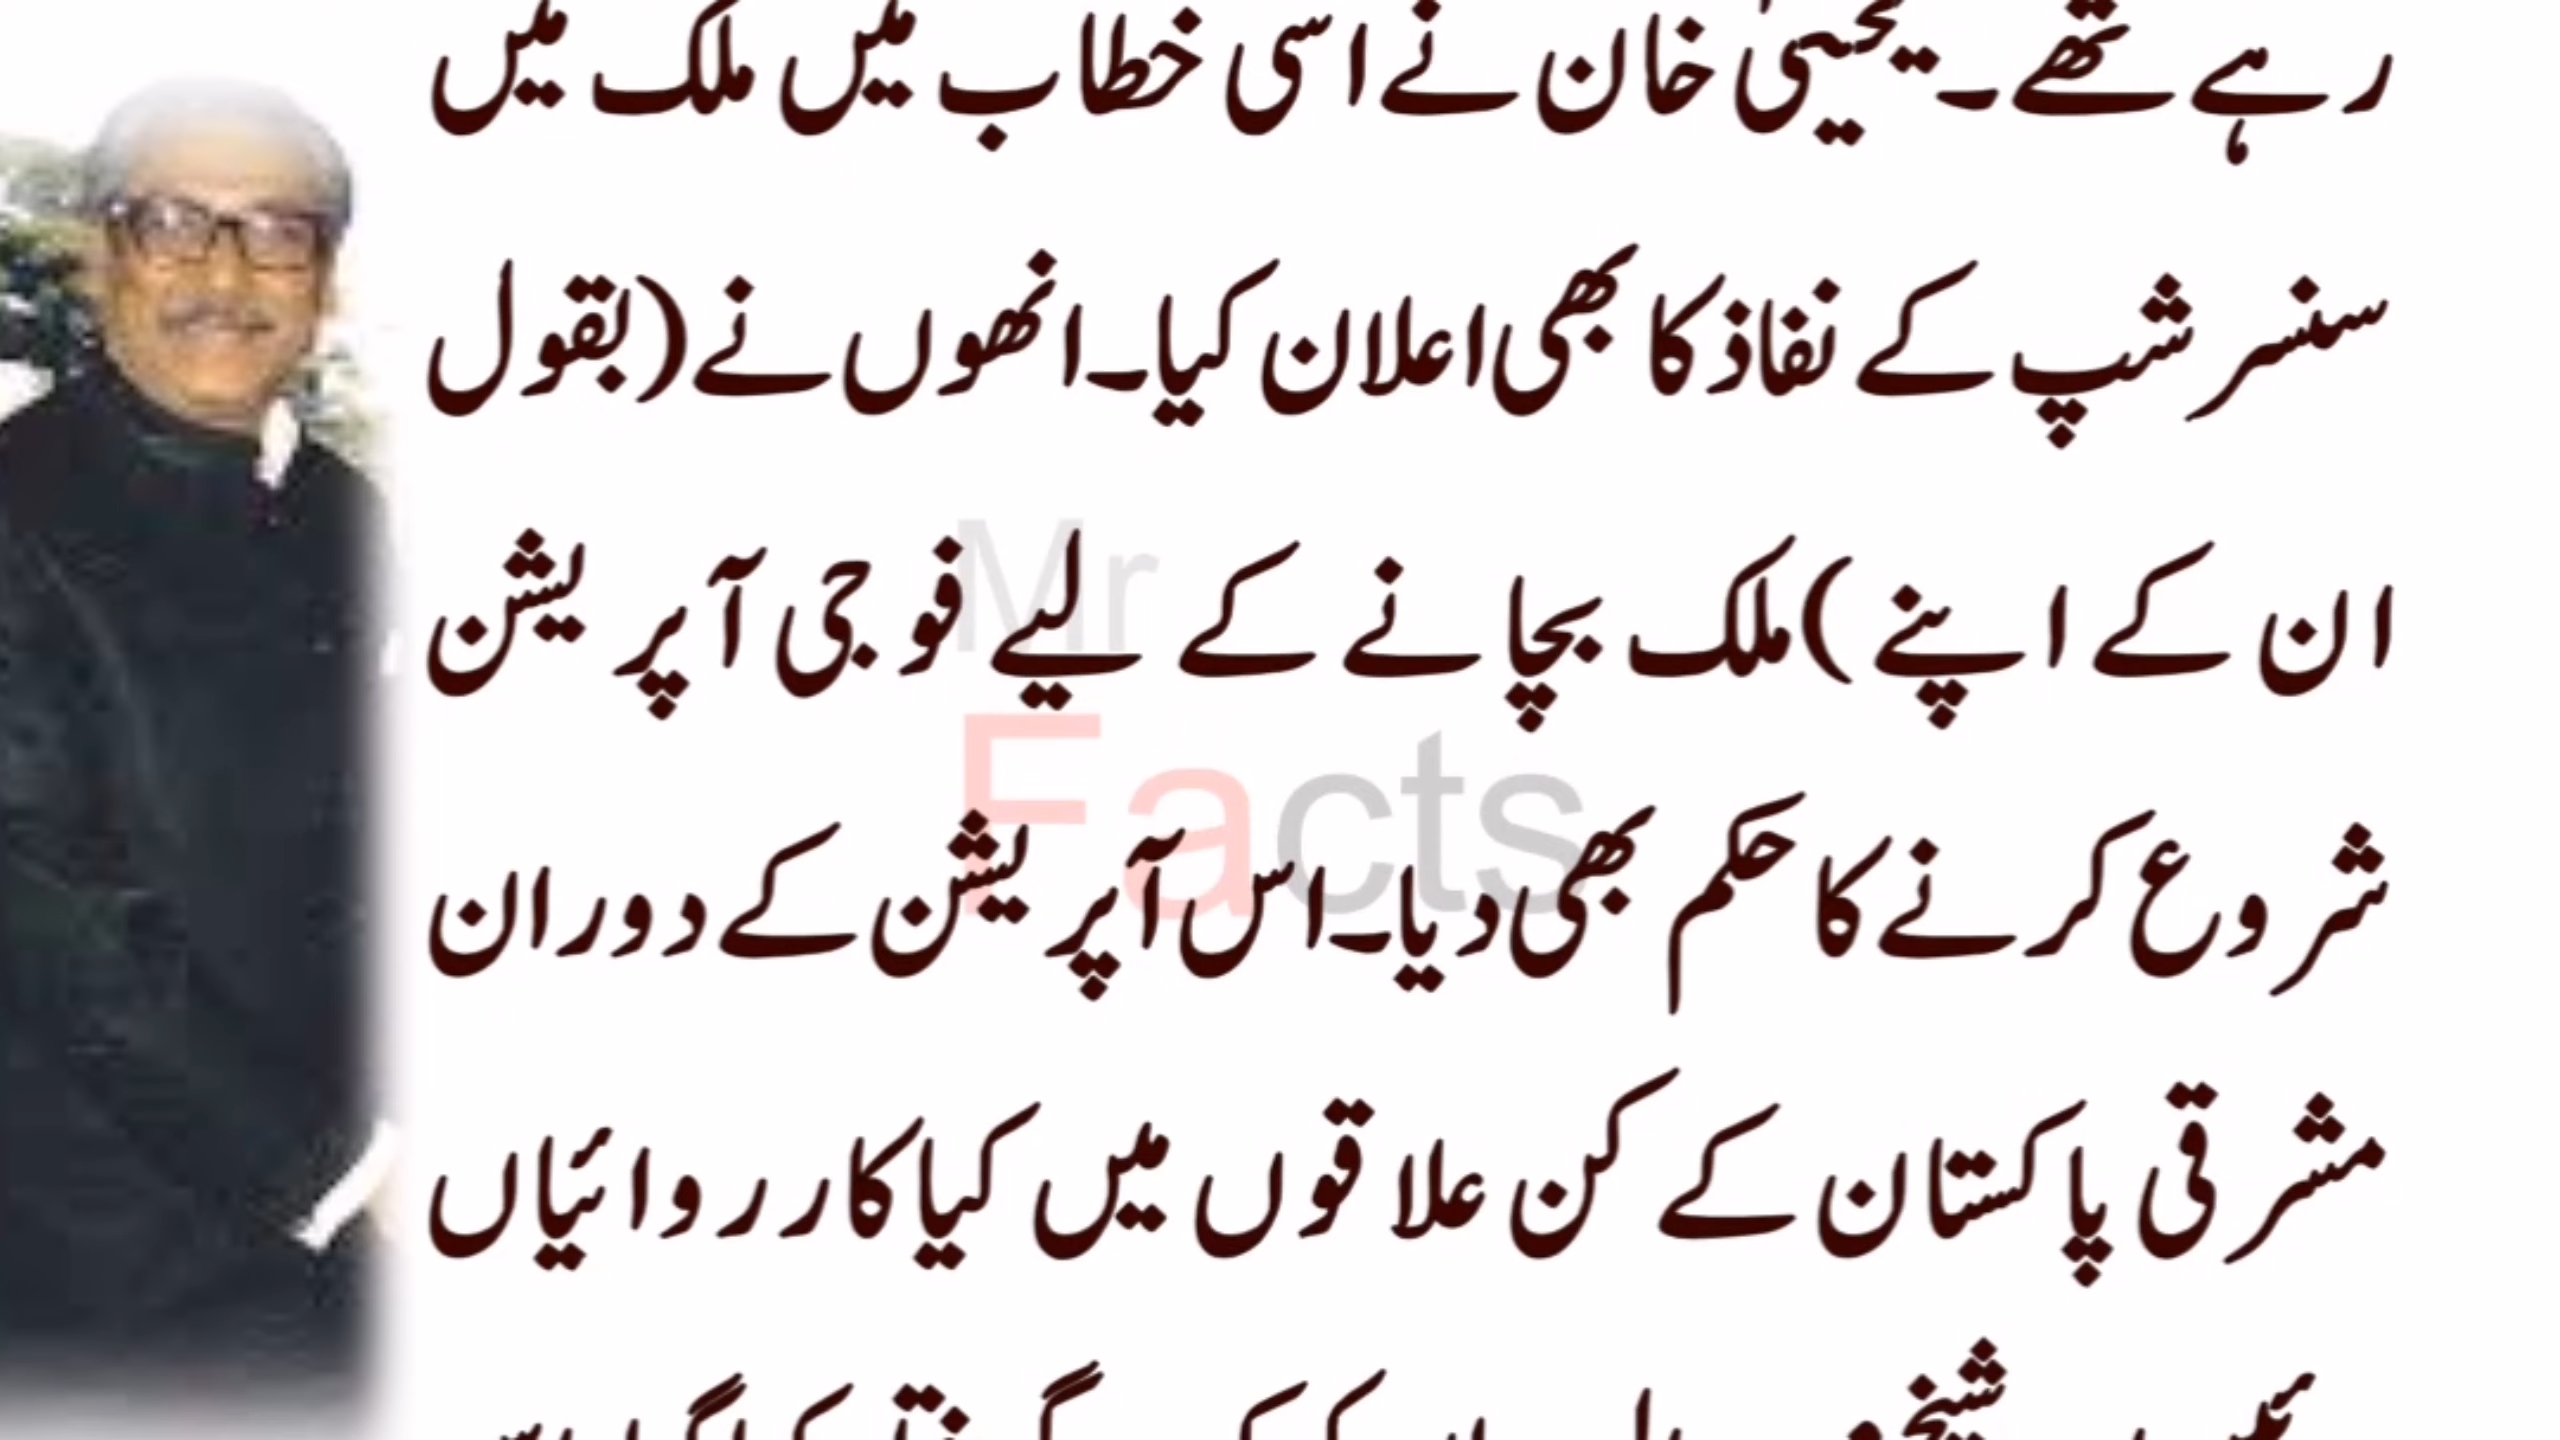 رہے تھے۔ یحییٰ خان نے اسی خطاب میں ملک میں
سنسر شپ کے نفاذ کا بھی اعلان کیا۔ انھوں نے (بقول
ان کے اپنے) ملک بچانے کے لیے فوجی آپریشن
شروع کرنے کا حکم بھی دیا۔ اس آپریشن کے دوران
مشرقی پاکستان کے کن علاقوں میں کیا کارروائیاں
شیخ
Mr
Facts